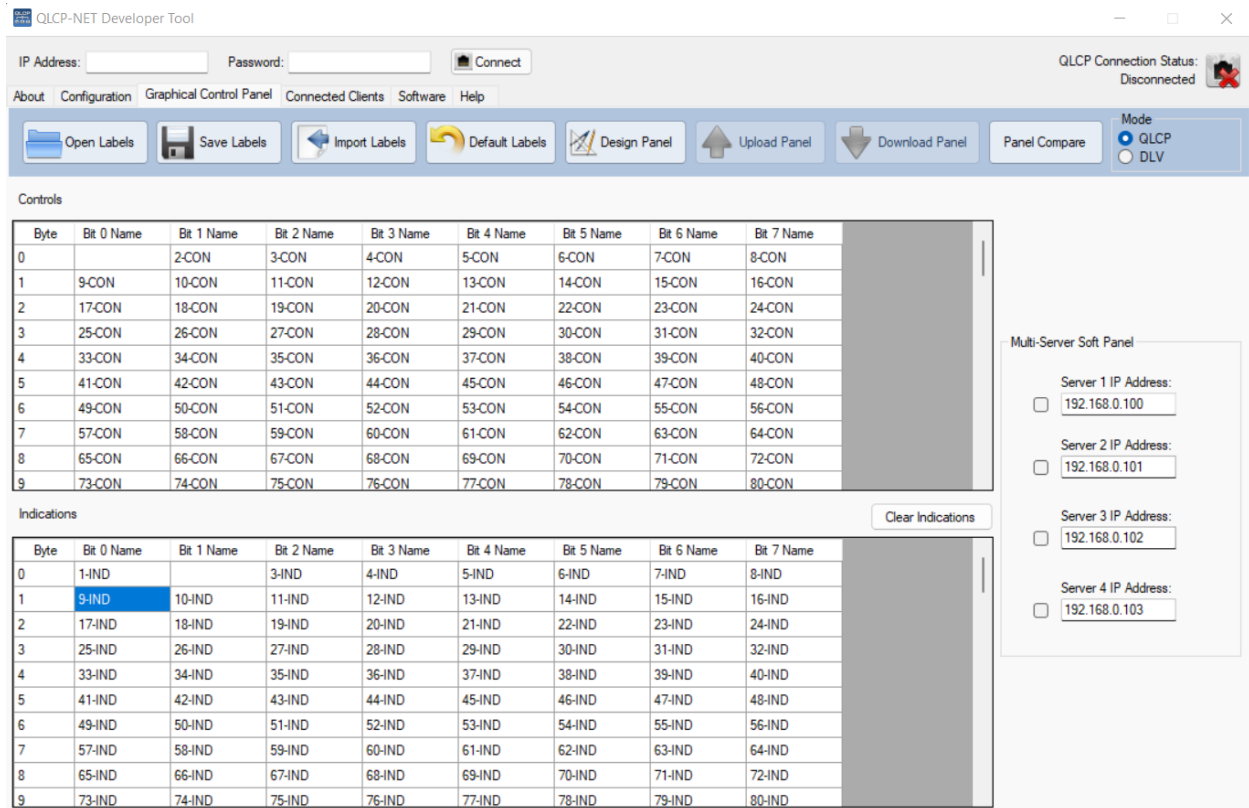 QLCP-NET Developer Tool
IP Address: Password: Connect QLCP Connection Status:
Disconnected
About Configuration Graphical Control Panel Connected Clients Software Help
Open Labels Save Labels Import Labels Default Labels Design Panel Upload Panel Download Panel Panel Compare
Mode
QLCP
DLV
Controls
Byte Bit 0 Name Bit 1 Name Bit 2 Name Bit 3 Name Bit 4 Name Bit 5 Name Bit 6 Name Bit 7 Name
0 2-CON 3-CON 4-CON 5-CON 6-CON 7-CON 8-CON
1 9-CON 10-CON 11-CON 12-CON 13-CON 14-CON 15-CON 16-CON
2 17-CON 18-CON 19-CON 20-CON 21-CON 22-CON 23-CON 24-CON
3 25-CON 26-CON 27-CON 28-CON 29-CON 30-CON 31-CON 32-CON
4 33-CON 34-CON 35-CON 36-CON 37-CON 38-CON 39-CON 40-CON
5 41-CON 42-CON 43-CON 44-CON 45-CON 46-CON 47-CON 48-CON
6 49-CON 50-CON 51-CON 52-CON 53-CON 54-CON 55-CON 56-CON
7 57-CON 58-CON 59-CON 60-CON 61-CON 62-CON 63-CON 64-CON
8 65-CON 66-CON 67-CON 68-CON 69-CON 70-CON 71-CON 72-CON
9 73-CON 74-CON 75-CON 76-CON 77-CON 78-CON 79-CON 80-CON
Indications Clear Indications
Byte Bit 0 Name Bit 1 Name Bit 2 Name Bit 3 Name Bit 4 Name Bit 5 Name Bit 6 Name Bit 7 Name
0 1-IND 3-IND 4-IND 5-IND 6-IND 7-IND 8-IND
1 9-IND 10-IND 11-IND 12-IND 13-IND 14-IND 15-IND 16-IND
2 17-IND 18-IND 19-IND 20-IND 21-IND 22-IND 23-IND 24-IND
3 25-IND 26-IND 27-IND 28-IND 29-IND 30-IND 31-IND 32-IND
4 33-IND 34-IND 35-IND 36-IND 37-IND 38-IND 39-IND 40-IND
5 41-IND 42-IND 43-IND 44-IND 45-IND 46-IND 47-IND 48-IND
6 49-IND 50-IND 51-IND 52-IND 53-IND 54-IND 55-IND 56-IND
7 57-IND 58-IND 59-IND 60-IND 61-IND 62-IND 63-IND 64-IND
8 65-IND 66-IND 67-IND 68-IND 69-IND 70-IND 71-IND 72-IND
9 73-IND 74-IND 75-IND 76-IND 77-IND 78-IND 79-IND 80-IND
Multi-Server Soft Panel
Server 1 IP Address:
192.168.0.100
Server 2 IP Address:
192.168.0.101
Server 3 IP Address:
192.168.0.102
Server 4 IP Address:
192.168.0.103